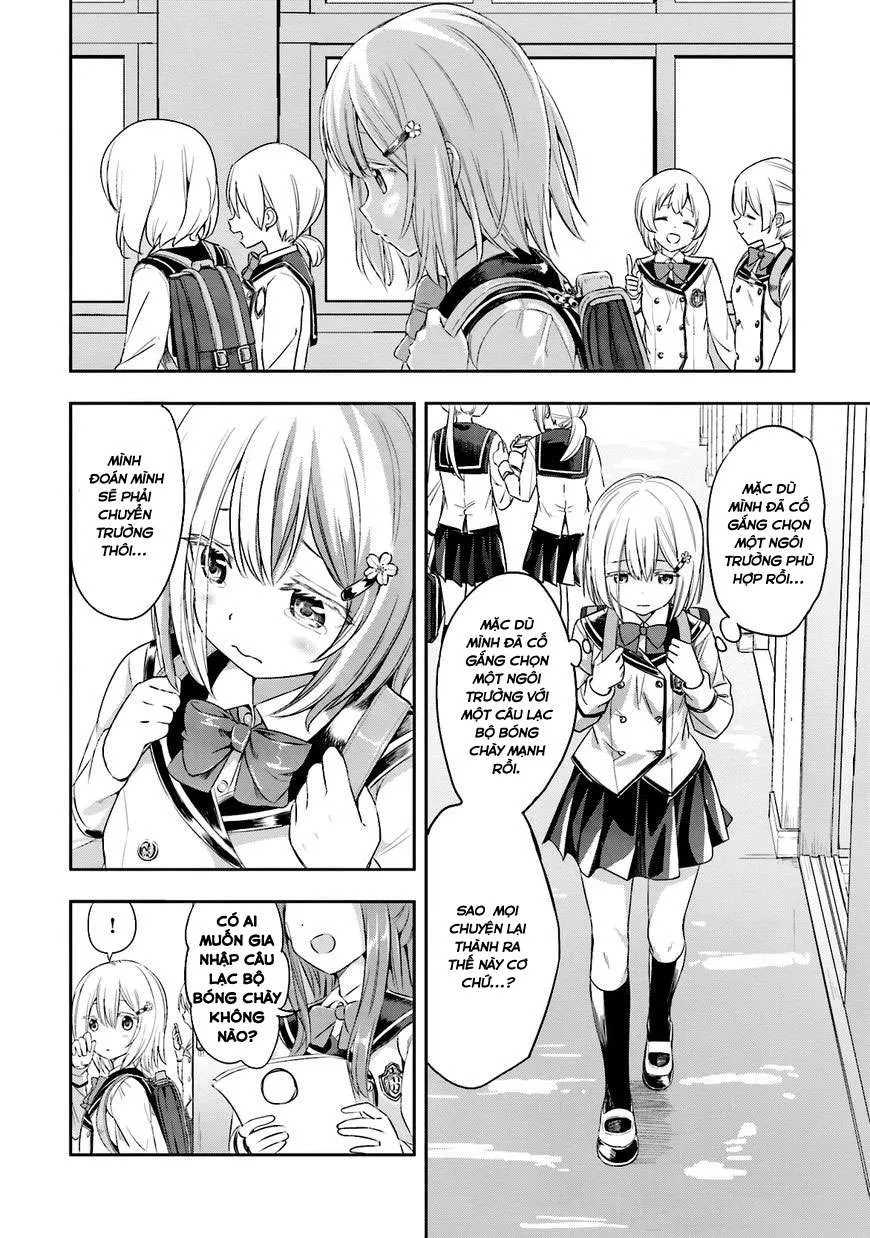 MẶC DÙ
MÌNH ĐÃ CỐ
GẮNG CHỌN
MỘT NGÔI
TRƯỜNG PHÙ
HỢP RỒI...
MẶC DÙ
MÌNH ĐÃ CỐ
GẮNG CHỌN
MỘT NGÔI
TRƯỜNG VỚI
MỘT CÂU LẠC
BỘ BÓNG
CHÀY MẠNH
RỒI.
SAO MỌI
CHUYỆN LẠI
THÀNH RA
THẾ NÀY CƠ
CHỨ...?
MÌNH
ĐOÁN MÌNH
SẼ PHẢI
CHUYỂN
TRƯỜNG
THÔI...
CÓ AI
MUỐN GIA
NHẬP CÂU
LẠC BỘ
BÓNG CHÀY
KHÔNG
NÀO?
!